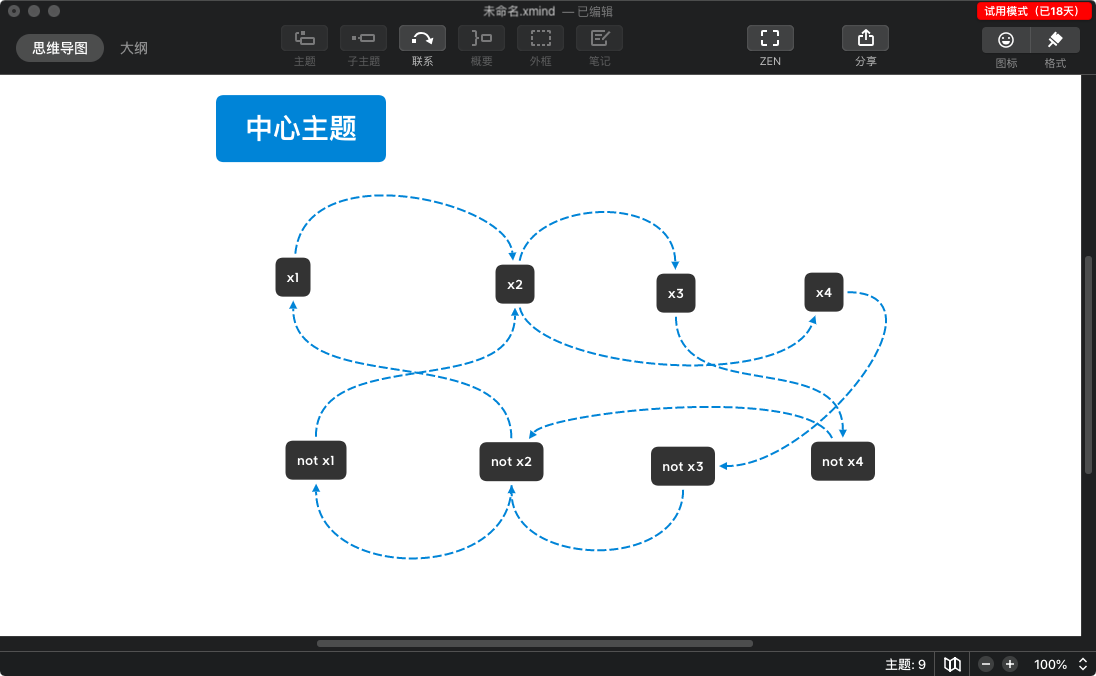 未命名.xmind — 已编辑
试用模式（已18天）
思维导图
大纲
主题
子主题
联系
概要
外框
笔记
ZEN
分享
图标
格式
中心主题
x1
x2
x3
x4
not x1
not x2
not x3
not x4
主题: 9
100%